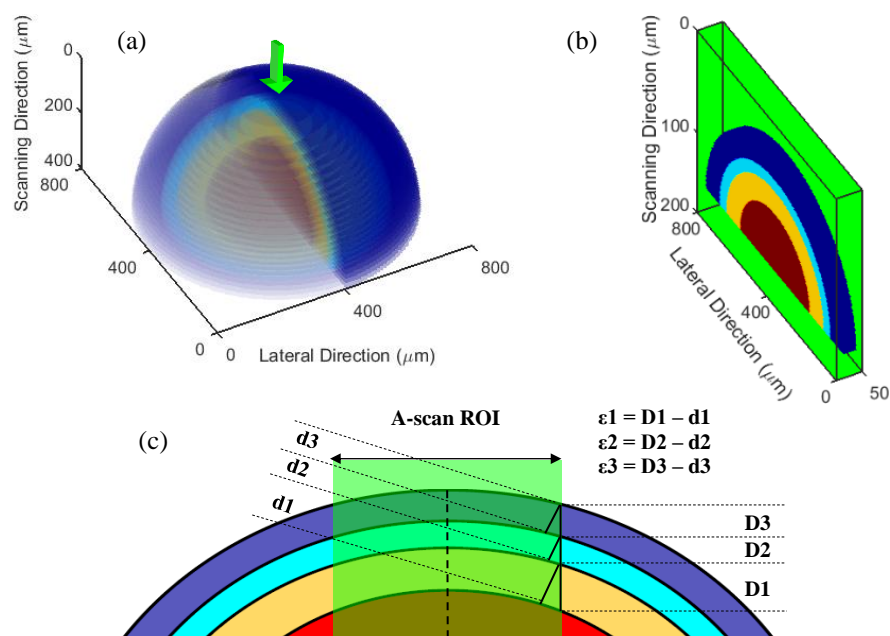 (a)
Scanning Direction (μm)
0
200
400
800
400
0
0
400
800
Lateral Direction (μm)
(b)
Scanning Direction (μm)
0
100
200
800
400
0
50
Lateral Direction (μm)
(c)
A-scan ROI
ε1 = D1 – d1
ε2 = D2 – d2
ε3 = D3 – d3
d3
d2
d1
D3
D2
D1